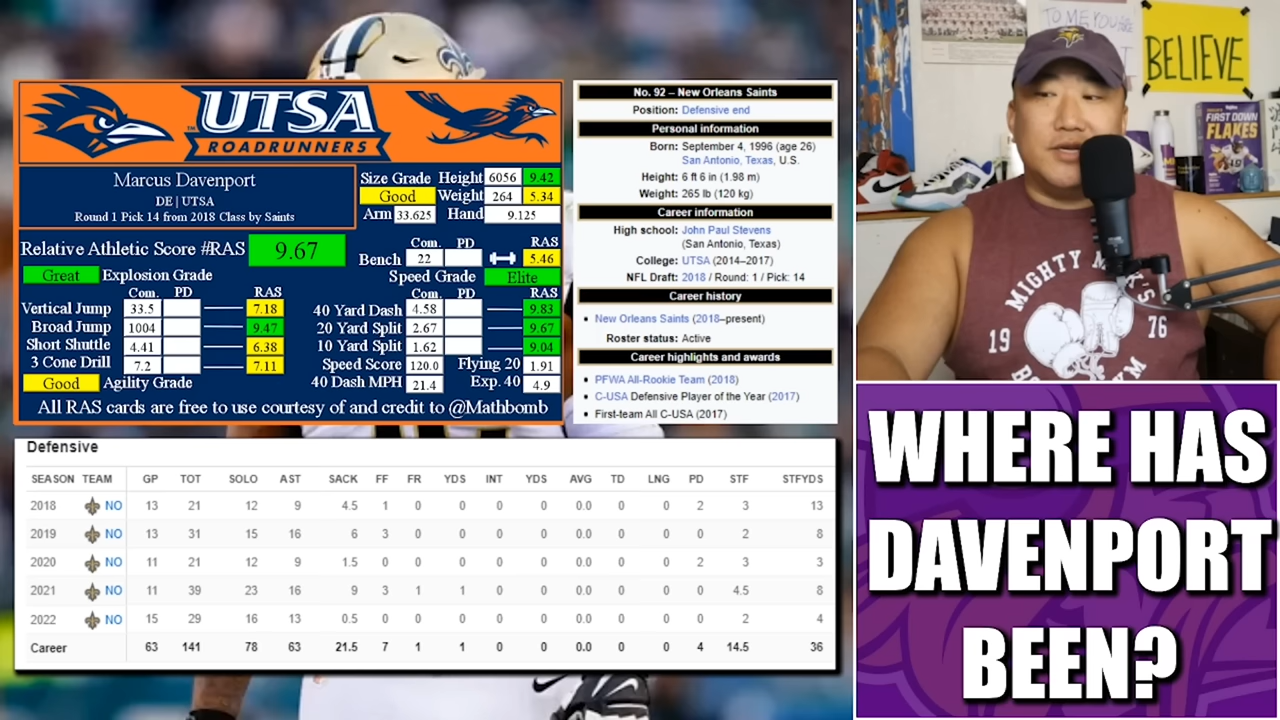 UTSA
ROADRUNNERS
Marcus Davenport
DE | UTSA
Round 1 Pick 14 from 2018 Class by Saints
Size Grade Height 6056 9.42
Good Weight 264 5.34
Arm 33.625 Hand 9.125
Relative Athletic Score #RAS 9.67
Com. PD RAS
Bench 22 5.46
Great Explosion Grade
Speed Grade Elite
Com. PD RAS
Vertical Jump 33.5 7.18
Broad Jump 1004 9.47
Short Shuttle 4.41 6.38
3 Cone Drill 7.2 7.11
Good Agility Grade
Com. PD RAS
40 Yard Dash 4.58 9.83
20 Yard Split 2.67 9.67
10 Yard Split 1.62 9.04
Speed Score 120.0 Flying 20 1.91
40 Dash MPH 21.4 Exp. 40 4.9
All RAS cards are free to use courtesy of and credit to @Mathbomb
No. 92 – New Orleans Saints
Position: Defensive end
Personal information
Born: September 4, 1996 (age 26)
San Antonio, Texas, U.S.
Height: 6 ft 6 in (1.98 m)
Weight: 265 lb (120 kg)
Career information
High school: John Paul Stevens
(San Antonio, Texas)
College: UTSA (2014–2017)
NFL Draft: 2018 / Round: 1 / Pick: 14
Career history
New Orleans Saints (2018–present)
Roster status: Active
Career highlights and awards
PFWA All-Rookie Team (2018)
C-USA Defensive Player of the Year (2017)
First-team All C-USA (2017)
Defensive
SEASON TEAM GP TOT SOLO AST SACK FF FR YDS INT YDS AVG TD LNG PD STF STFYDS
2018 NO 13 21 12 9 4.5 1 0 0 0 0 0.0 0 0 2 3 13
2019 NO 13 31 15 16 6 3 0 0 0 0 0.0 0 0 0 2 8
2020 NO 11 21 12 9 1.5 0 0 0 0 0 0.0 0 0 2 3 3
2021 NO 11 39 23 16 9 3 1 1 0 0 0.0 0 0 0 4.5 8
2022 NO 15 29 16 13 0.5 0 0 0 0 0 0.0 0 0 0 2 4
Career 63 141 78 63 21.5 7 1 1 0 0 0.0 0 0 4 14.5 36
TO ME YOU
BELIEVE
FIRST DOWN
FLAKES
MIGHTY
19 76
WHERE HAS
DAVENPORT
BEEN?